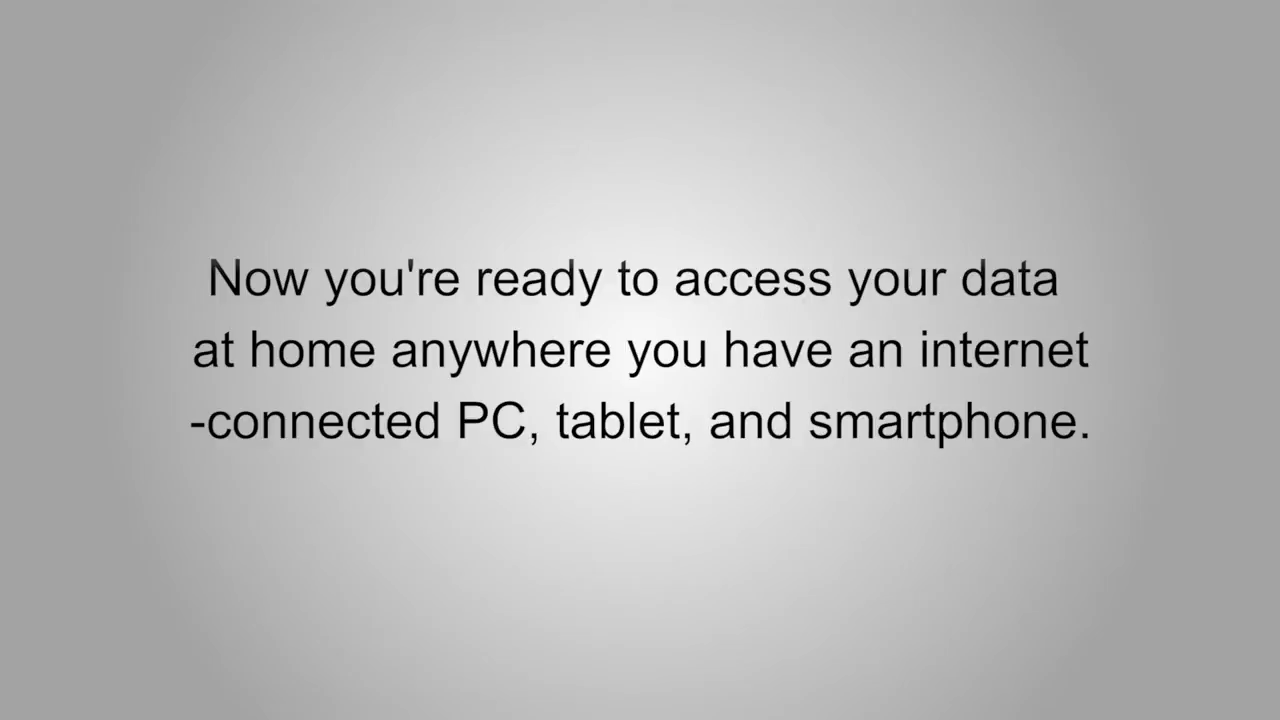 Now you're ready to access your data
at home anywhere you have an internet
-connected PC, tablet, and smartphone.